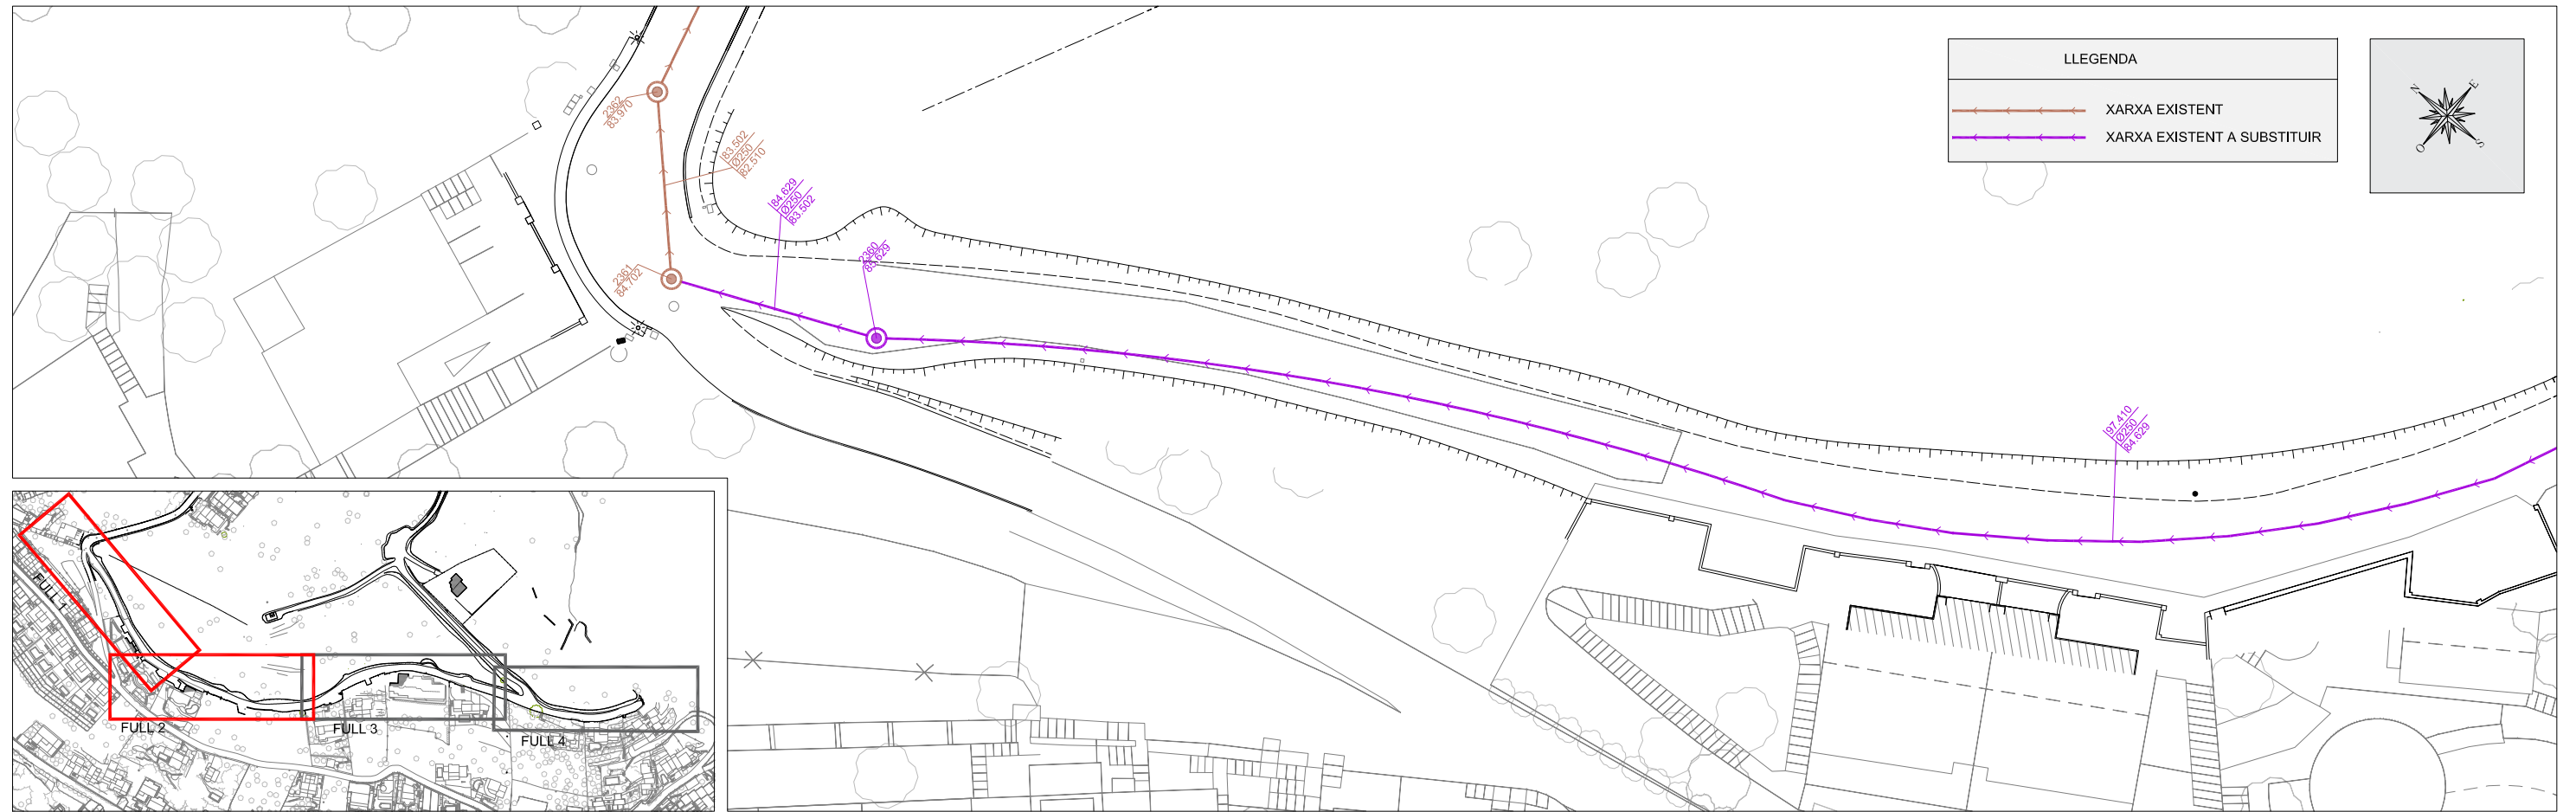 LLEGENDA
XARXA EXISTENT
XARXA EXISTENT A SUBSTITUIR
N
E
O
S
2362
83.970
83.502
Ø250
82.510
84.629
Ø250
83.502
2360
85.629
2361
84.702
97.410
Ø250
84.629
FULL 1
FULL 2
FULL 3
FULL 4